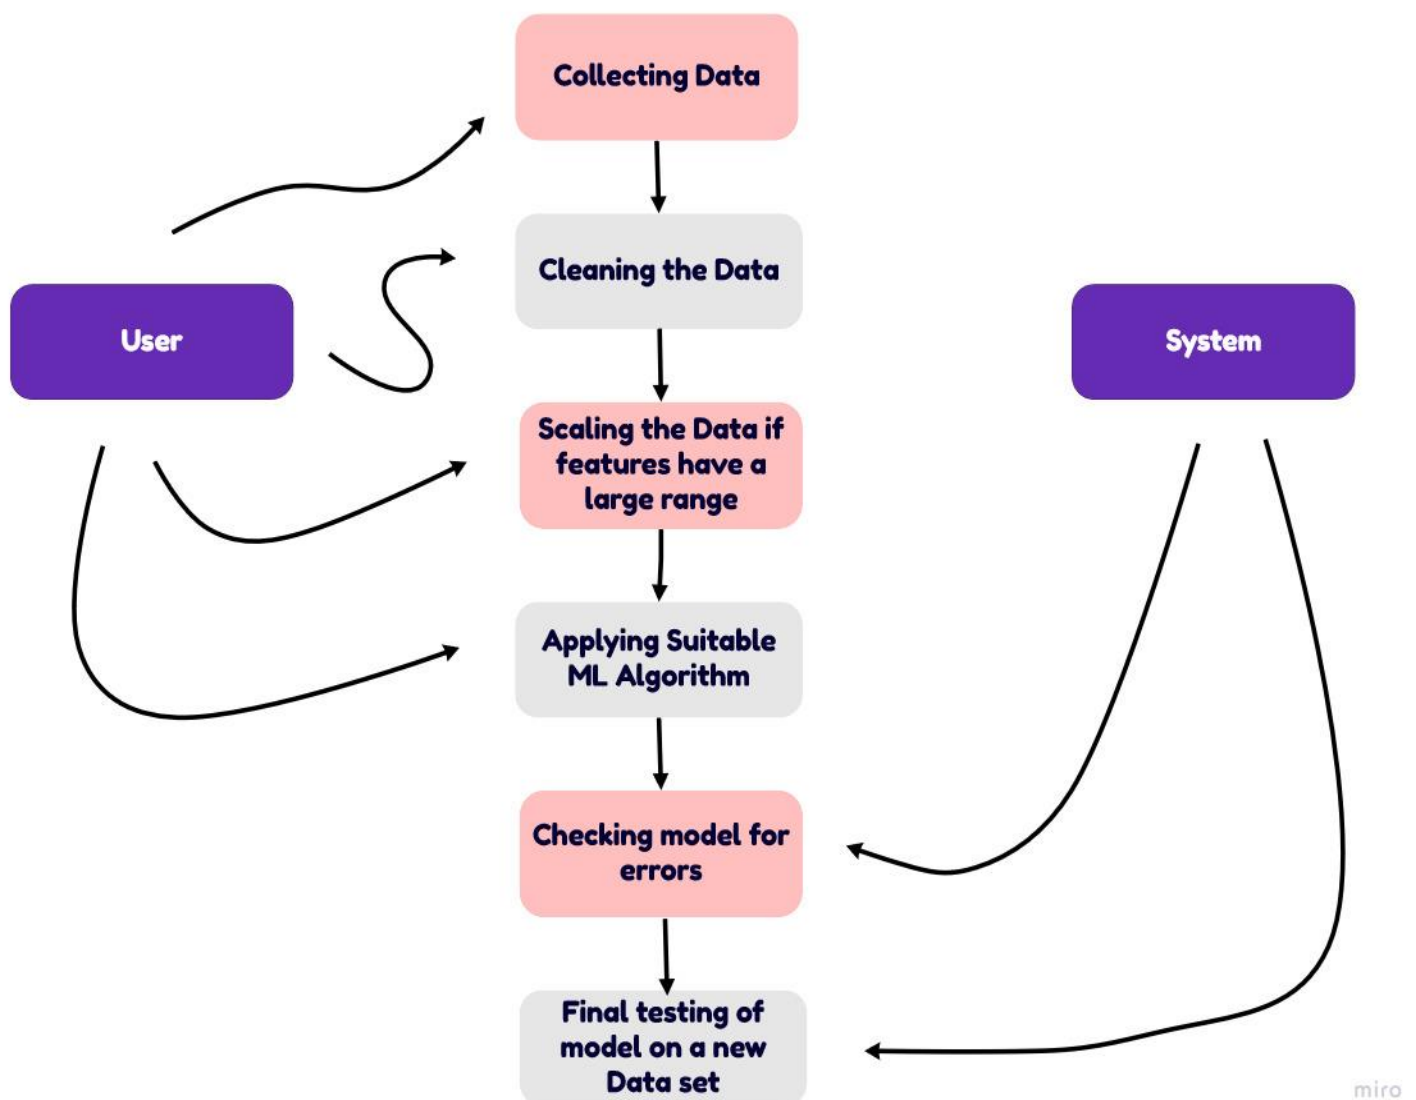 Collecting Data
Cleaning the Data
User
System
Scaling the Data if
features have a
large range
Applying Suitable
ML Algorithm
Checking model for
errors
Final testing of
model on a new
Data set
miro